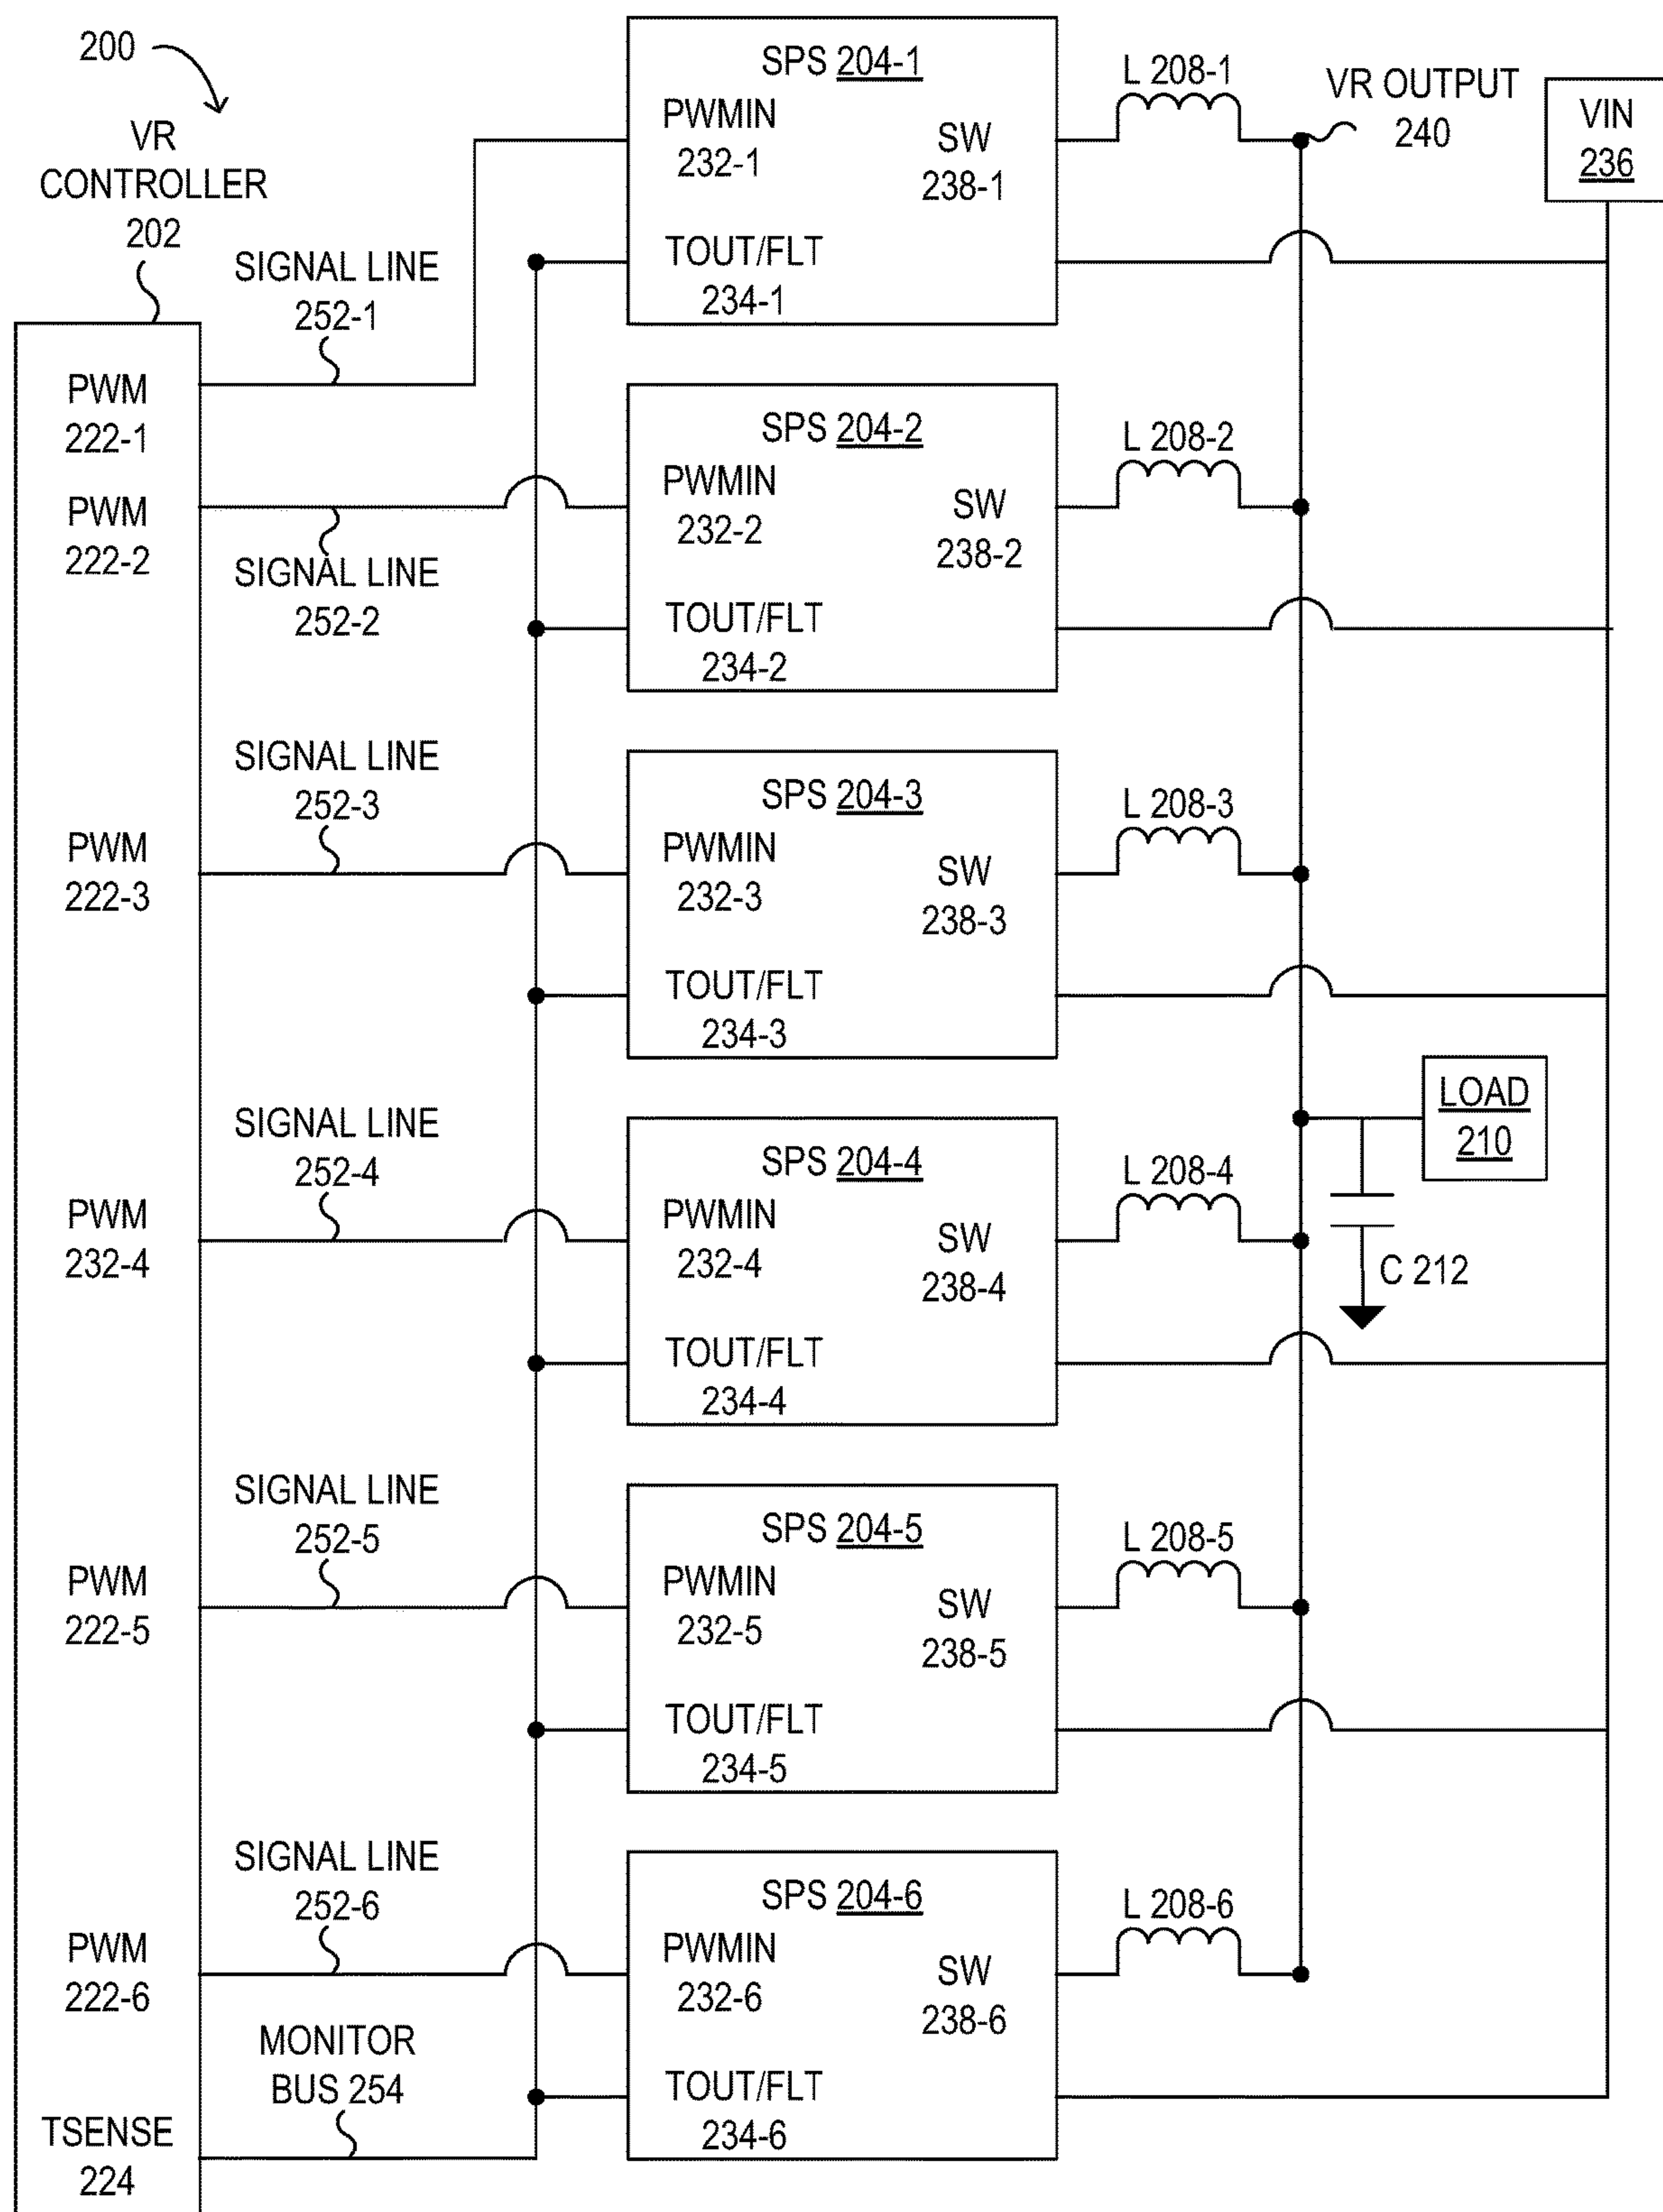 200
VR
CONTROLLER
202
SIGNAL LINE
252-1
PWM
222-1
PWM
222-2
SIGNAL LINE
252-2
SIGNAL LINE
252-3
PWM
222-3
SIGNAL LINE
252-4
PWM
232-4
SIGNAL LINE
252-5
PWM
222-5
SIGNAL LINE
252-6
PWM
222-6
MONITOR
BUS 254
TSENSE
224
SPS 204-1
PWMIN
232-1
SW
238-1
TOUT/FLT
234-1
L 208-1
VR OUTPUT
240
VIN
236
SPS 204-2
PWMIN
232-2
SW
238-2
TOUT/FLT
234-2
L 208-2
SPS 204-3
PWMIN
232-3
SW
238-3
TOUT/FLT
234-3
L 208-3
LOAD
210
C 212
SPS 204-4
PWMIN
232-4
SW
238-4
TOUT/FLT
234-4
L 208-4
SPS 204-5
PWMIN
232-5
SW
238-5
TOUT/FLT
234-5
L 208-5
SPS 204-6
PWMIN
232-6
SW
238-6
TOUT/FLT
234-6
L 208-6